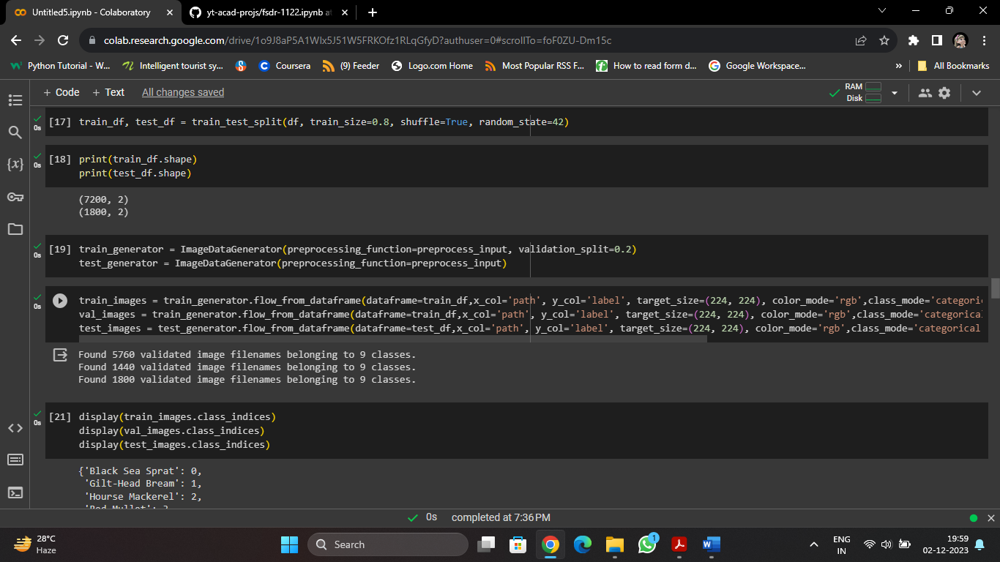 Untitled5.ipynb - Colaboratory
yt-acad-projs/fsdr-1122.ipynb at
colab.research.google.com/drive/1o9J8aP5A1Wlx5J51W5FRKOfz1RLqGfyD?authuser=0#scrollTo=foF0ZU-Dm15c
Python Tutorial - W... Intelligent tourist sy... Coursera (9) Feeder Logo.com Home Most Popular RSS F... How to read form d... Google Workspace... » All Bookmarks
+ Code + Text All changes saved RAM
Disk
0s [17] train_df, test_df = train_test_split(df, train_size=0.8, shuffle=True, random_state=42)
0s [18] print(train_df.shape)
print(test_df.shape)
(7200, 2)
(1800, 2)
0s [19] train_generator = ImageDataGenerator(preprocessing_function=preprocess_input, validation_split=0.2)
test_generator = ImageDataGenerator(preprocessing_function=preprocess_input)
0s train_images = train_generator.flow_from_dataframe(dataframe=train_df,x_col='path', y_col='label', target_size=(224, 224), color_mode='rgb',class_mode='categoric
val_images = train_generator.flow_from_dataframe(dataframe=train_df,x_col='path', y_col='label', target_size=(224, 224), color_mode='rgb',class_mode='categorical
test_images = test_generator.flow_from_dataframe(dataframe=test_df,x_col='path', y_col='label', target_size=(224, 224), color_mode='rgb',class_mode='categorical
Found 5760 validated image filenames belonging to 9 classes.
Found 1440 validated image filenames belonging to 9 classes.
Found 1800 validated image filenames belonging to 9 classes.
0s [21] display(train_images.class_indices)
display(val_images.class_indices)
display(test_images.class_indices)
{'Black Sea Sprat': 0,
'Gilt-Head Bream': 1,
'Hourse Mackerel': 2,
'Red Mullet': 3,
0s completed at 7:36 PM
28°C
Haze
Search
1
ENG
IN
19:59
02-12-2023